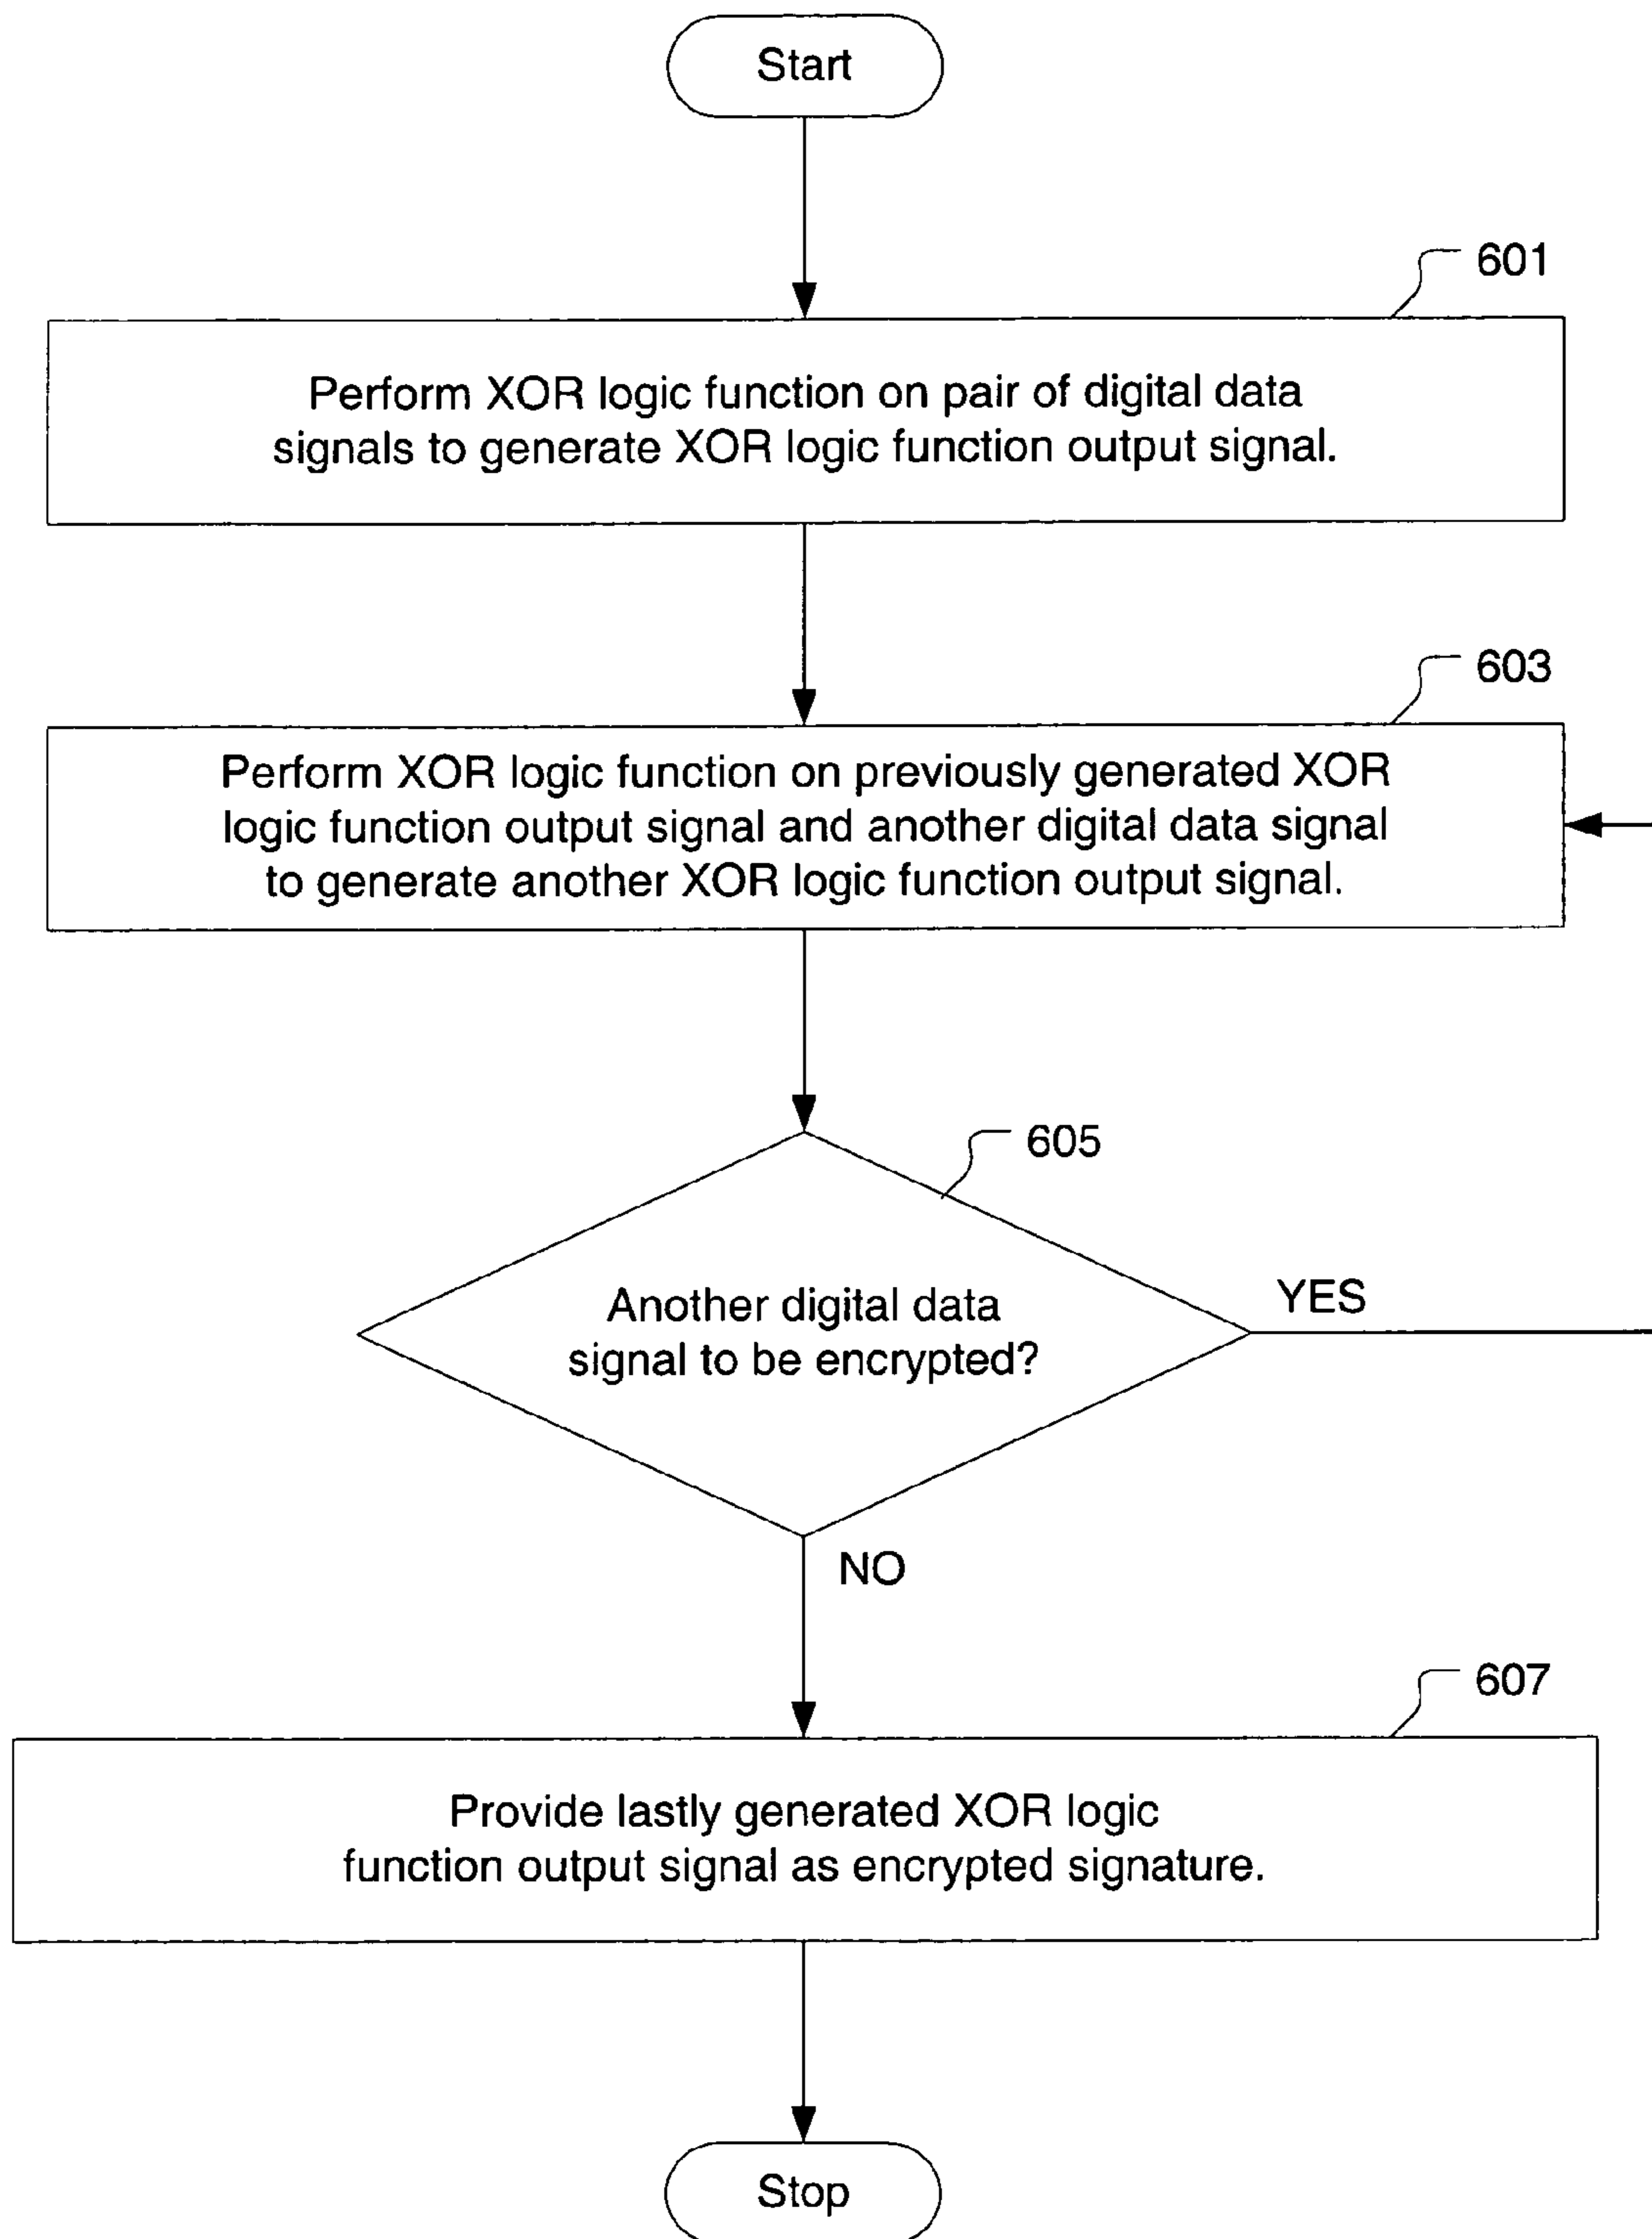 Start
601
Perform XOR logic function on pair of digital data
signals to generate XOR logic function output signal.
603
Perform XOR logic function on previously generated XOR
logic function output signal and another digital data signal
to generate another XOR logic function output signal.
605
Another digital data
signal to be encrypted?
YES
NO
607
Provide lastly generated XOR logic
function output signal as encrypted signature.
Stop